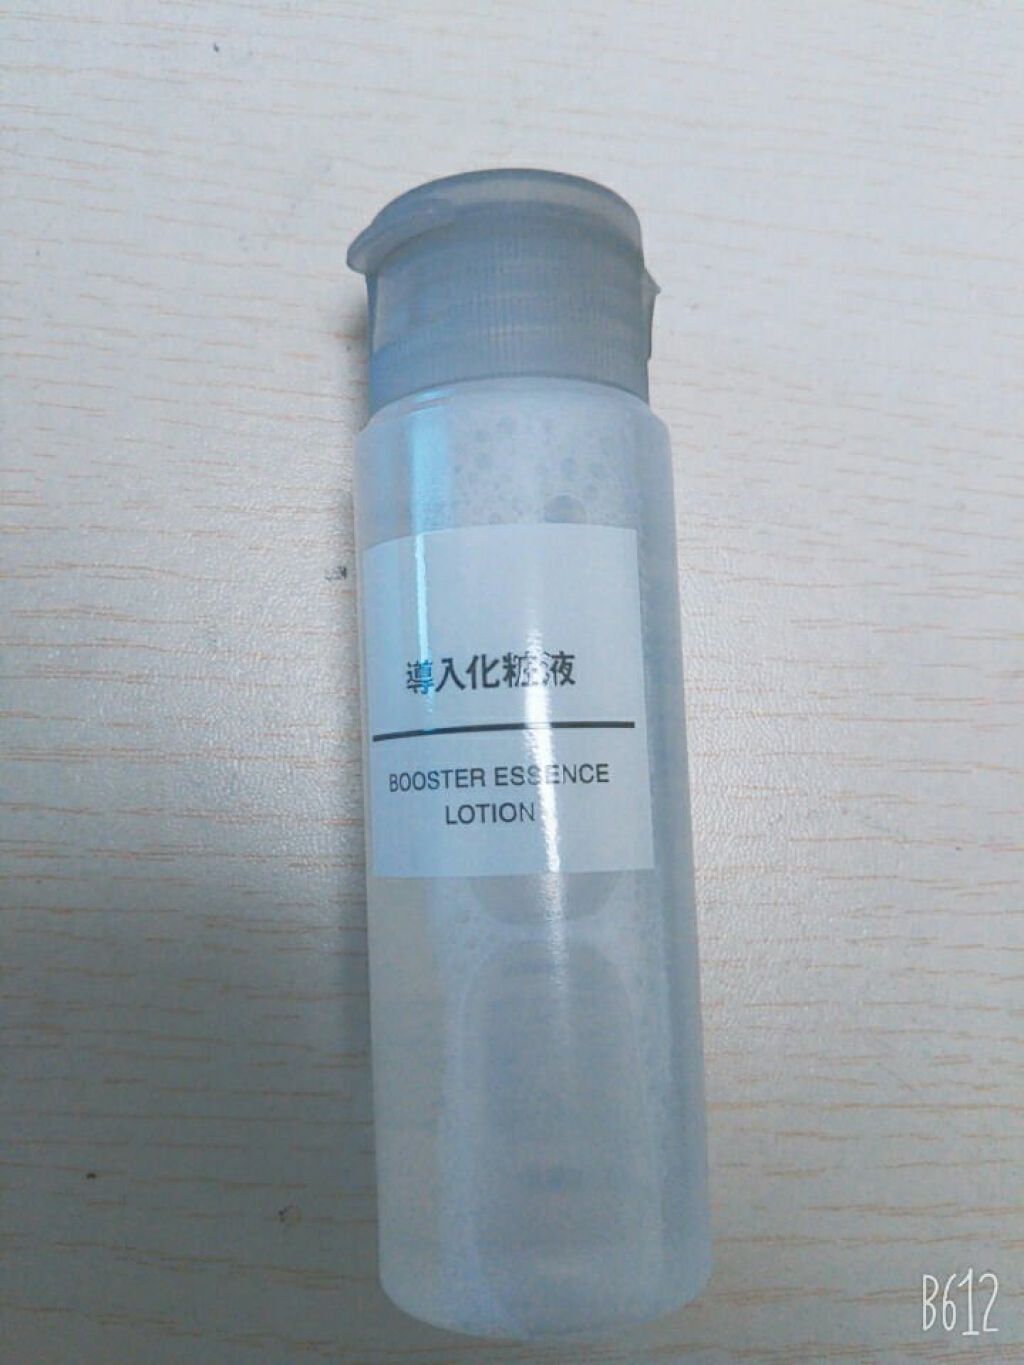 導入化粧液
BOOSTER ESSENCE
LOTION
B612